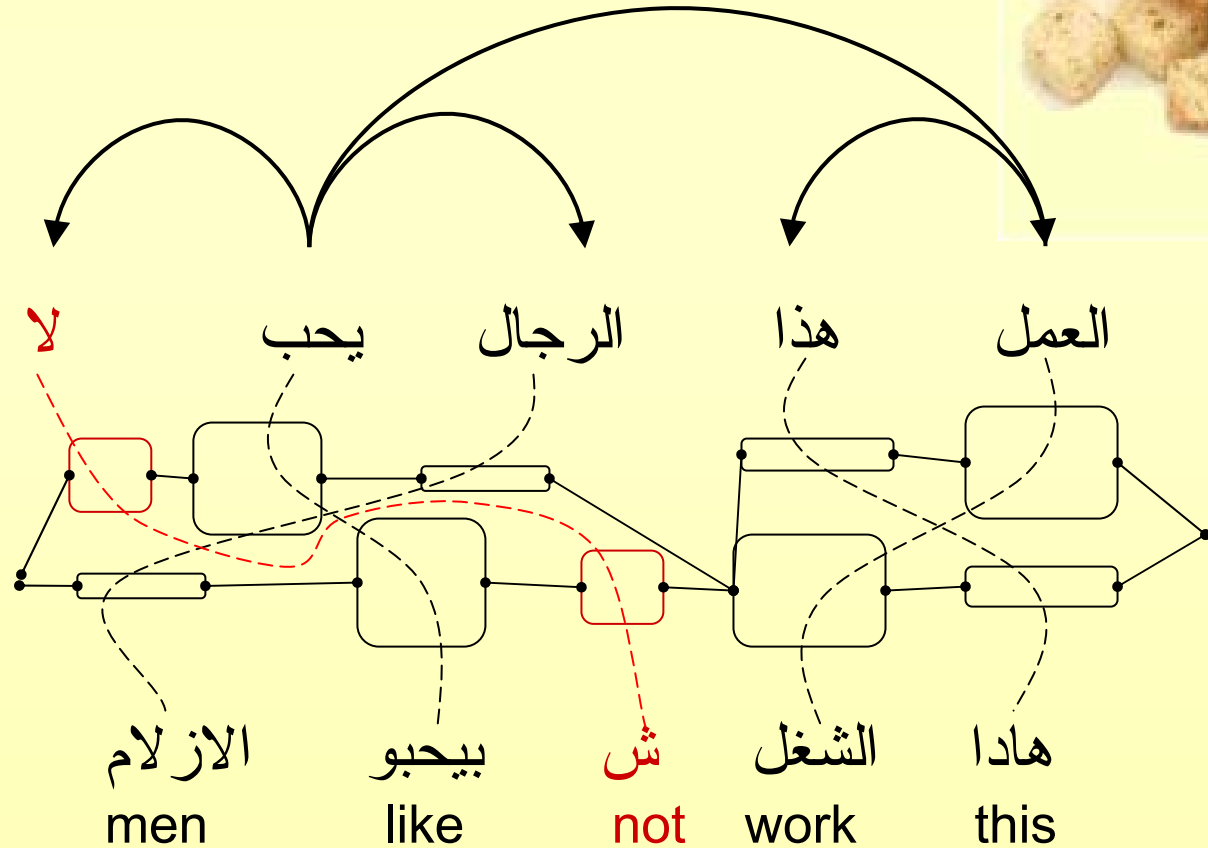 لا يحب الرجال هذا العمل
الازلام بيحبو ش الشغل هادا
men like not work this